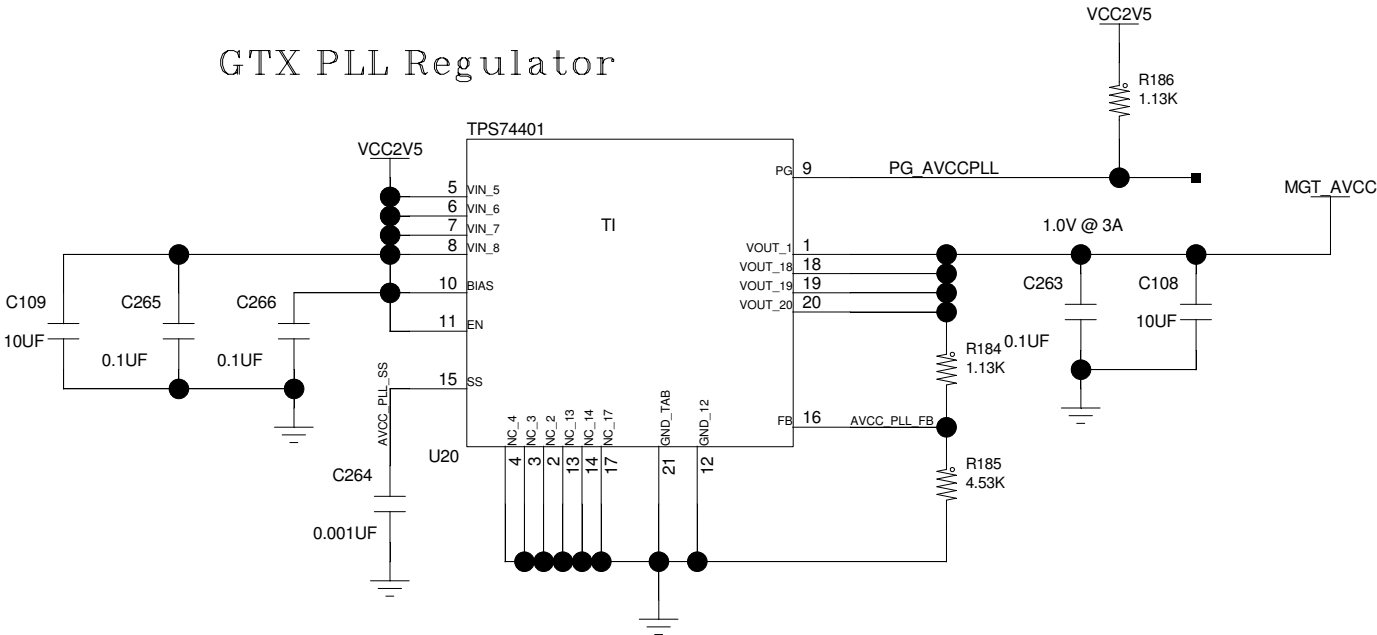 GTX PLL Regulator
VCC2V5
R186
1.13K
TPS74401
VCC2V5
PG 9 PG_AVCCPLL
MGT_AVCC
5 VIN_5
6 VIN_6
7 VIN_7
8 VIN_8
TI
1.0V @ 3A
VOUT_1 1
VOUT_18 18
VOUT_19 19
VOUT_20 20
10 BIAS
11 EN
15 SS
C109
10UF
C265
0.1UF
C266
0.1UF
C263
0.1UF
C108
10UF
R184
1.13K
AVCC_PLL_SS
FB 16 AVCC_PLL_FB
R185
4.53K
U20
NC_4 4
NC_3 3
NC_2 2
NC_13 13
NC_14 14
NC_17 17
GND_TAB 21
GND_12 12
C264
0.001UF